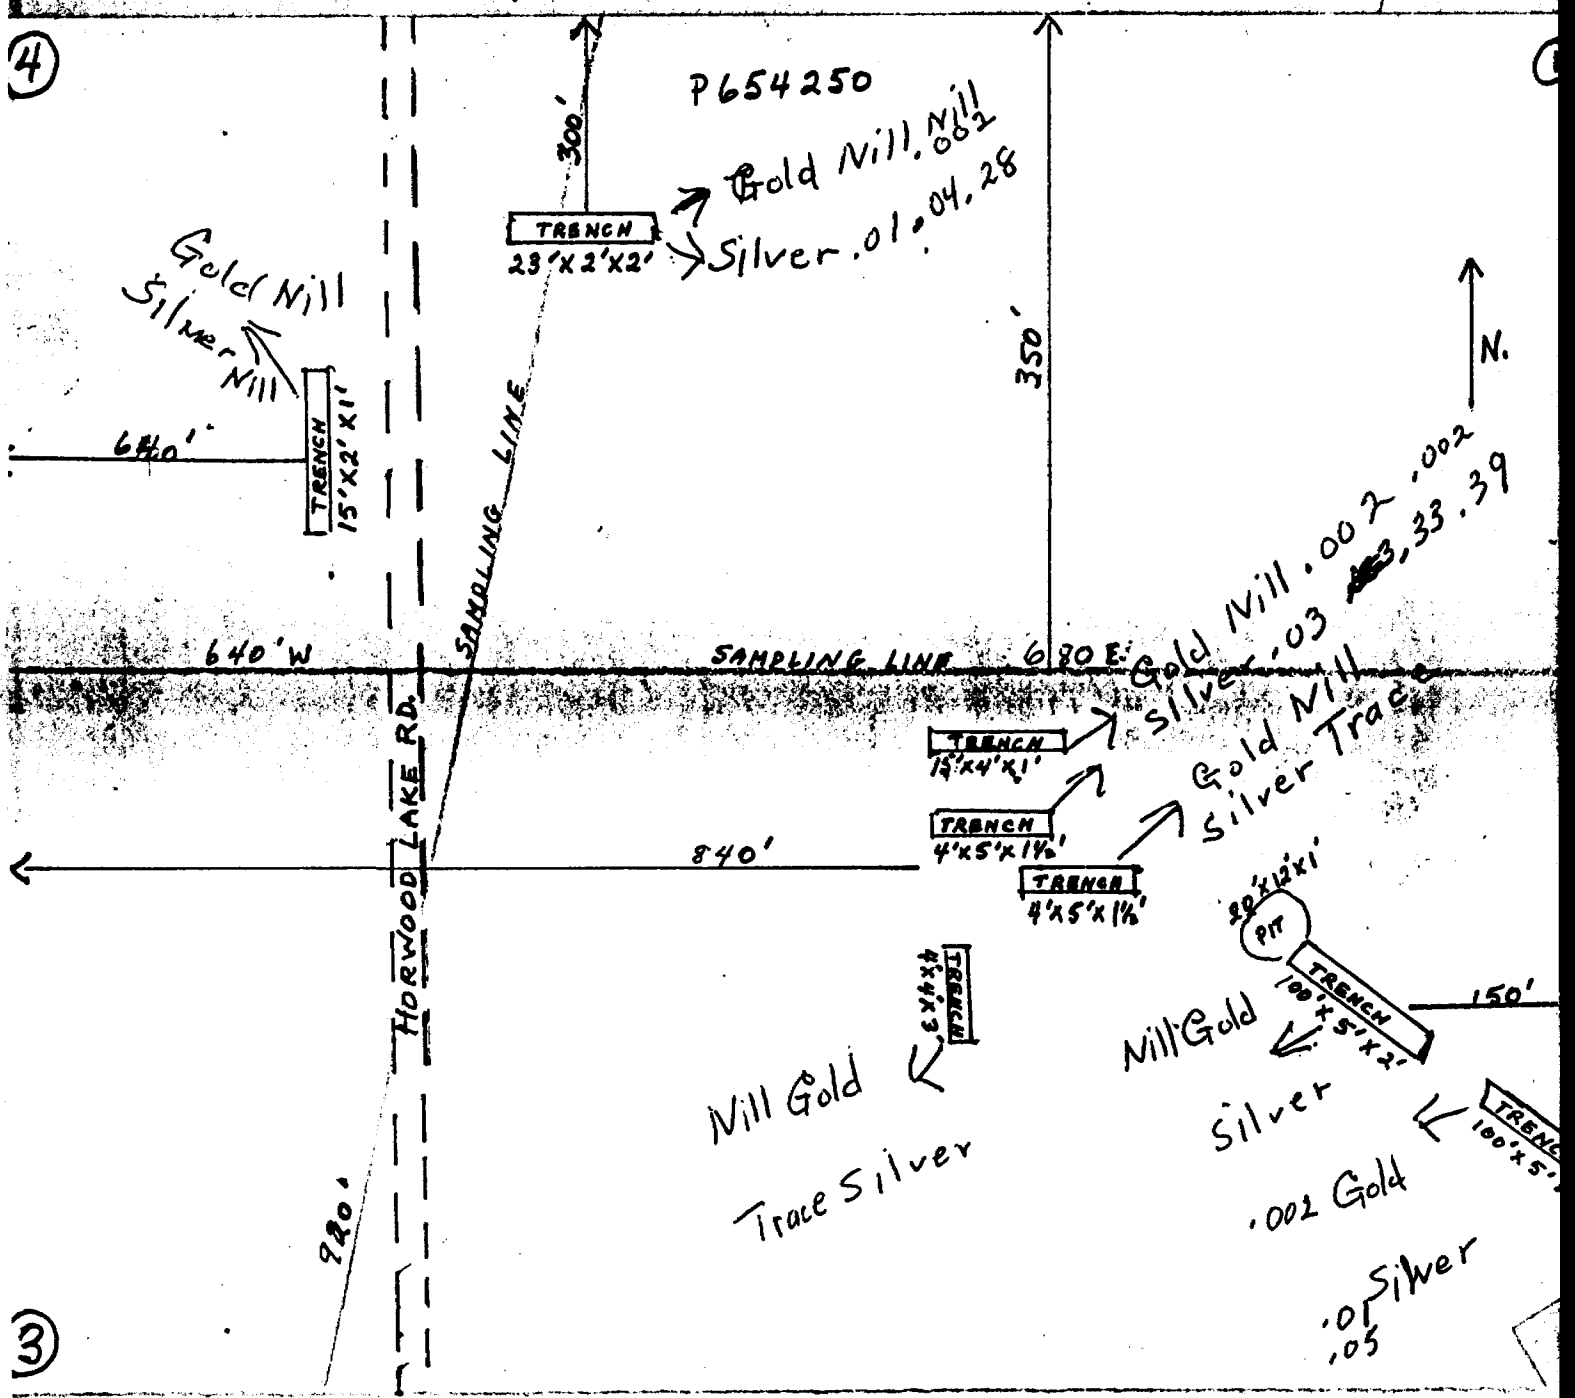 4
P654250
300'
Gold Nill. Nill
.002
Silver .01 .04 .28
TRENCH
23'X2'X2'
Gold Nill
Silver
Nill
640'
TRENCH
15'X2'X1'
350'
N.
SAMPLING LINE
640'W
SAMPLING LINE
680 E.
Gold Nill .002 .002
Silver .03 .33 .39
TRENCH
15'X4'X1'
Gold Nill
Silver Trace
TRENCH
4'X5'X1½'
840'
TRENCH
4'X5'X1½'
HORWOOD LAKE RD.
20'X12'X1'
PIT
TRENCH
100'X5'X2'
150'
TRENCH
4'X4'X3'
Nill Gold
Trace Silver
Nill Gold
Silver
TRENC
100'X5'
.002 Gold
Silver
.01
.05
920'
3